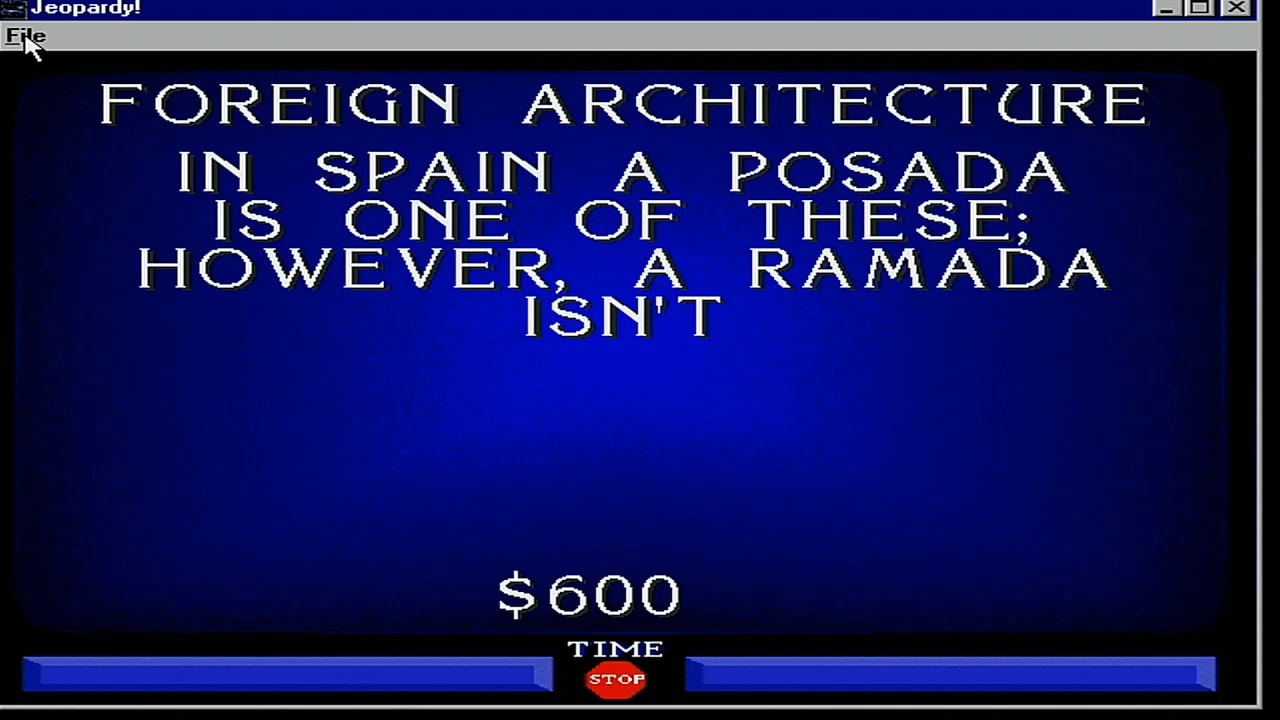 Jeopardy!
File
FOREIGN ARCHITECTURE
IN SPAIN A POSADA
IS ONE OF THESE;
HOWEVER, A RAMADA
ISN'T
$600
TIME
STOP